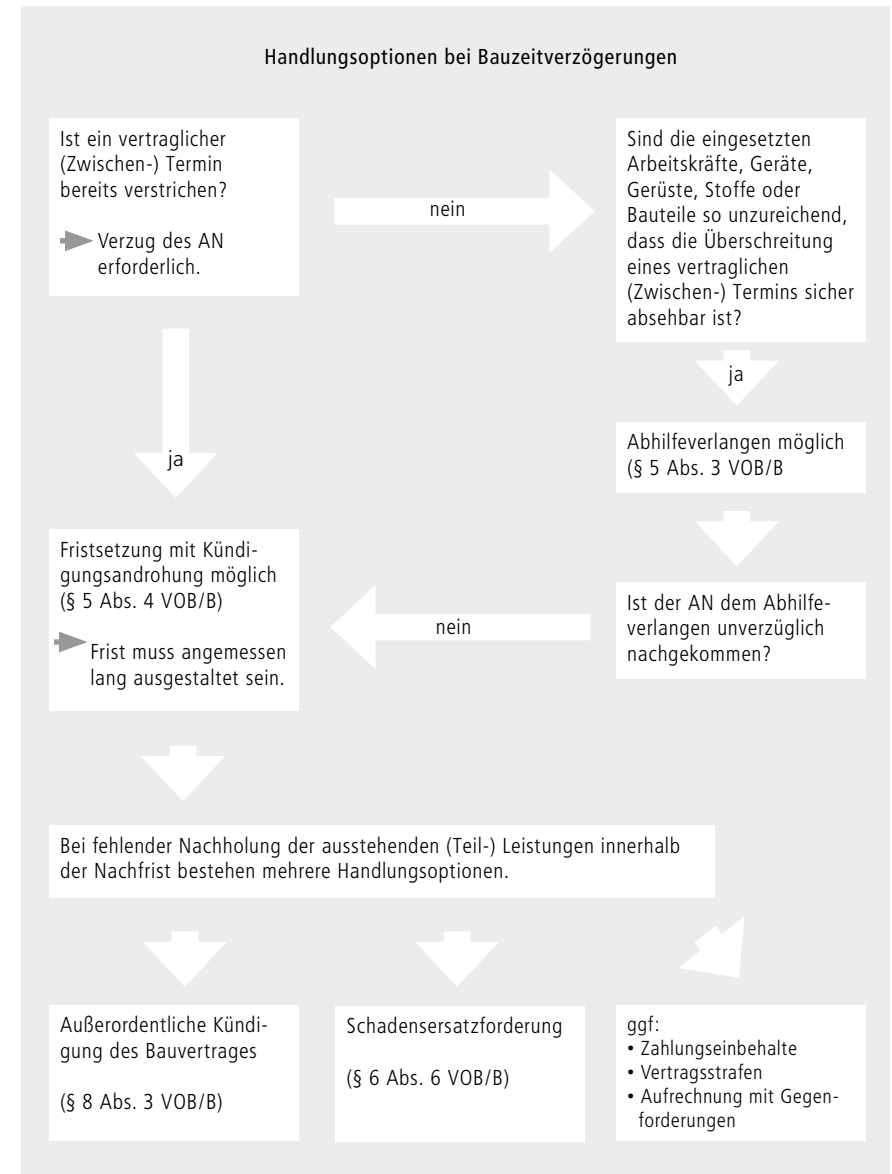 Handlungsoptionen bei Bauzeitverzögerungen
Ist ein vertraglicher
(Zwischen-) Termin
bereits verstrichen?
Verzug des AN
erforderlich.
nein
Sind die eingesetzten
Arbeitskräfte, Geräte,
Gerüste, Stoffe oder
Bauteile so unzureichend,
dass die Überschreitung
eines vertraglichen
(Zwischen-) Termins sicher
absehbar ist?
ja
ja
Abhilfeverlangen möglich
(§ 5 Abs. 3 VOB/B
Fristsetzung mit Kündi-
gungsandrohung möglich
(§ 5 Abs. 4 VOB/B)
Frist muss angemessen
lang ausgestaltet sein.
nein
Ist der AN dem Abhilfe-
verlangen unverzüglich
nachgekommen?
Bei fehlender Nachholung der ausstehenden (Teil-) Leistungen innerhalb
der Nachfrist bestehen mehrere Handlungsoptionen.
Außerordentliche Kündi-
gung des Bauvertrages
(§ 8 Abs. 3 VOB/B)
Schadensersatzforderung
(§ 6 Abs. 6 VOB/B)
ggf:
• Zahlungseinbehalte
• Vertragsstrafen
• Aufrechnung mit Gegen-
forderungen